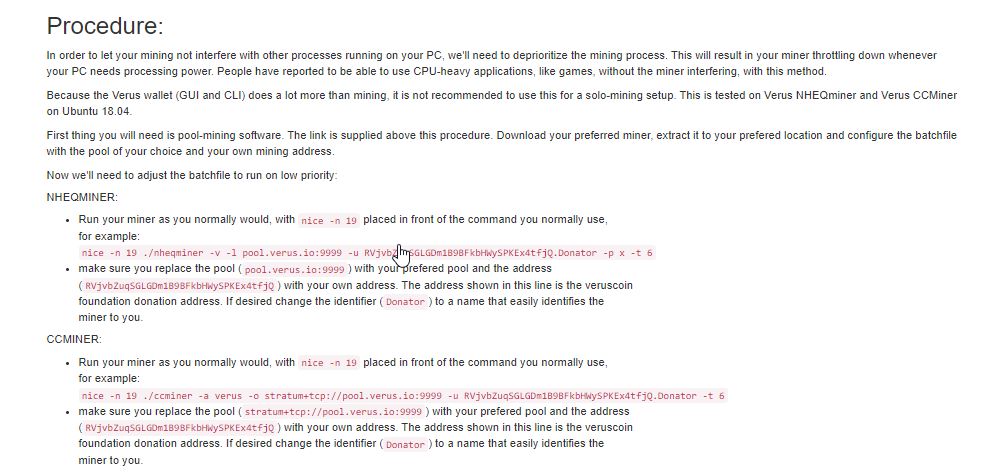 Procedure:
In order to let your mining not interfere with other processes running on your PC, we'll need to deprioritize the mining process. This will result in your miner throttling down whenever
your PC needs processing power. People have reported to be able to use CPU-heavy applications, like games, without the miner interfering, with this method.
Because the Verus wallet (GUI and CLI) does a lot more than mining, it is not recommended to use this for a solo-mining setup. This is tested on Verus NHEQminer and Verus CCMiner
on Ubuntu 18.04.
First thing you will need is pool-mining software. The link is supplied above this procedure. Download your preferred miner, extract it to your prefered location and configure the batchfile
with the pool of your choice and your own mining address.
Now we'll need to adjust the batchfile to run on low priority:
NHEQMINER:
• Run your miner as you normally would, with nice -n 19 placed in front of the command you normally use,
for example:
nice -n 19 ./nheqminer -v -l pool.verus.io:9999 -u RVjvbZuqSGLGDm1B9BFkbHWySPKEx4tfjQ.Donator -p x -t 6
• make sure you replace the pool ( pool.verus.io:9999 ) with your prefered pool and the address
( RVjvbZuqSGLGDm1B9BFkbHWySPKEx4tfjQ ) with your own address. The address shown in this line is the veruscoin
foundation donation address. If desired change the identifier ( Donator ) to a name that easily identifies the
miner to you.
CCMINER:
• Run your miner as you normally would, with nice -n 19 placed in front of the command you normally use,
for example:
nice -n 19 ./ccminer -a verus -o stratum+tcp://pool.verus.io:9999 -u RVjvbZuqSGLGDm1B9BFkbHWySPKEx4tfjQ.Donator -t 6
• make sure you replace the pool ( stratum+tcp://pool.verus.io:9999 ) with your prefered pool and the address
( RVjvbZuqSGLGDm1B9BFkbHWySPKEx4tfjQ ) with your own address. The address shown in this line is the veruscoin
foundation donation address. If desired change the identifier ( Donator ) to a name that easily identifies the
miner to you.